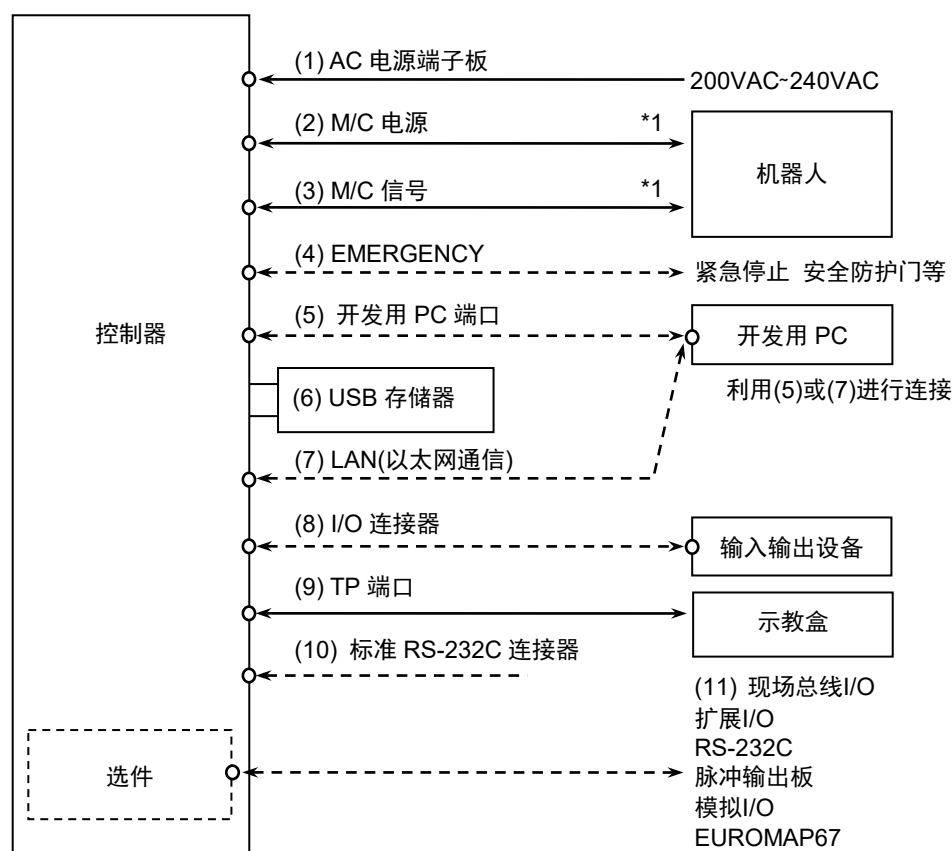 (1) AC 电源端子板
200VAC~240VAC
(2) M/C 电源
*1
机器人
(3) M/C 信号
*1
(4) EMERGENCY
紧急停止 安全防护门等
控制器
(5) 开发用 PC 端口
开发用 PC
利用(5)或(7)进行连接
(6) USB 存储器
(7) LAN(以太网通信)
(8) I/O 连接器
输入输出设备
(9) TP 端口
示教盒
(10) 标准 RS-232C 连接器
选件
(11) 现场总线I/O
扩展I/O
RS-232C
脉冲输出板
模拟I/O
EUROMAP67